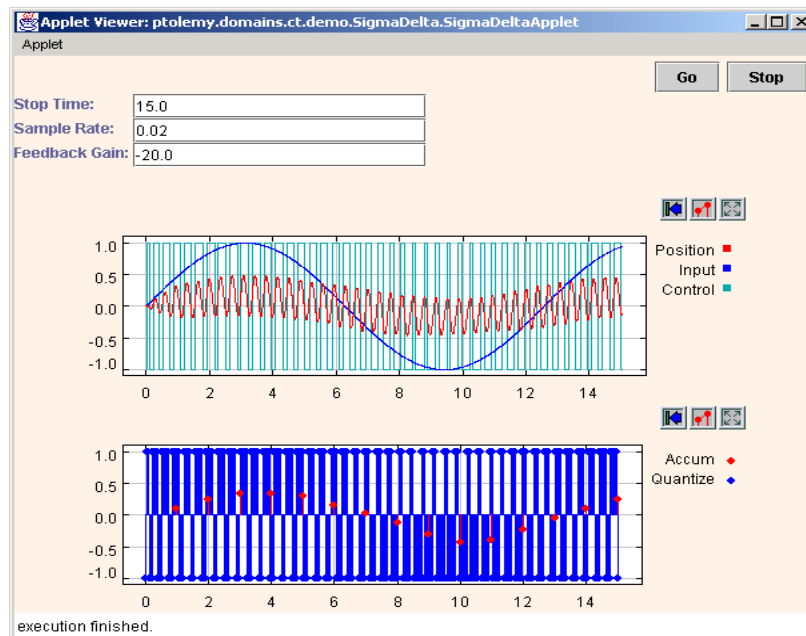 Applet Viewer: ptolemy.domains.ct.demo.SigmaDelta.SigmaDeltaApplet
Applet
Go Stop
Stop Time: 15.0
Sample Rate: 0.02
Feedback Gain: -20.0
1.0
0.5
0.0
-0.5
-1.0
0 2 4 6 8 10 12 14
Position
Input
Control
1.0
0.5
0.0
-0.5
-1.0
0 2 4 6 8 10 12 14
Accum
Quantize
execution finished.